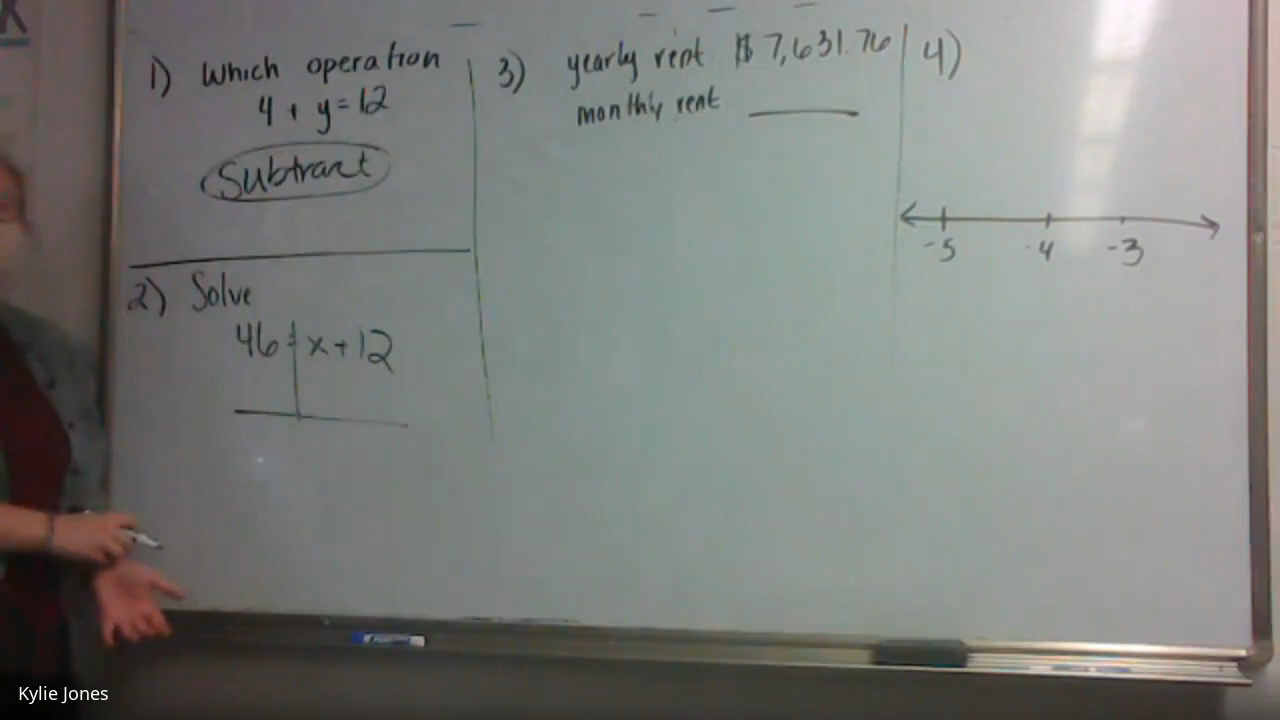 1) Which operation
4 + y = 12
Subtract
2) Solve
46 = x + 12
3) yearly rent $7,631.76
monthly rent ____
4)
-5 -4 -3
Kylie Jones